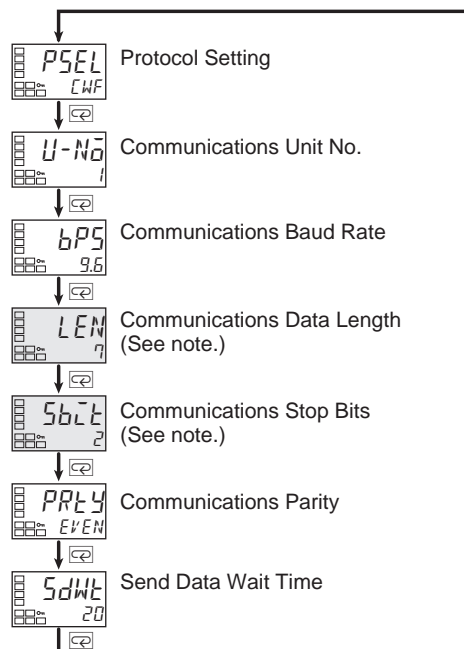 PSEL
CWF
Protocol Setting
U-No
1
Communications Unit No.
bPS
9.6
Communications Baud Rate
LEN
7
Communications Data Length
(See note.)
Sbit
2
Communications Stop Bits
(See note.)
PRtY
EVEN
Communications Parity
SdWt
20
Send Data Wait Time